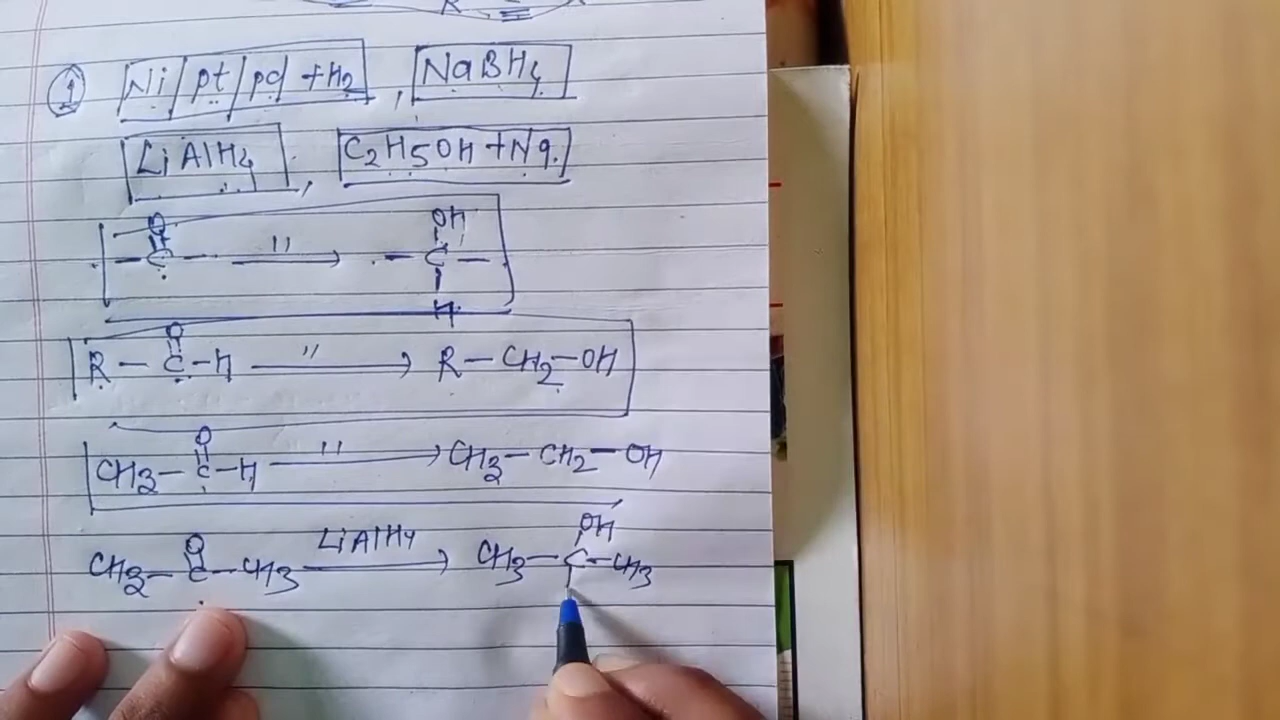 R =
① Ni/pt/pd +H2 , NaBH4
LiAlH4 , C2H5OH +Na.
O OH
— C — " → — C —
H
O
R — C — H " → R — CH2 — OH
O
CH3 — C — H " → CH3 — CH2 — OH
O LiAlH4 OH
CH3 — C — CH3 → CH3 — C — CH3